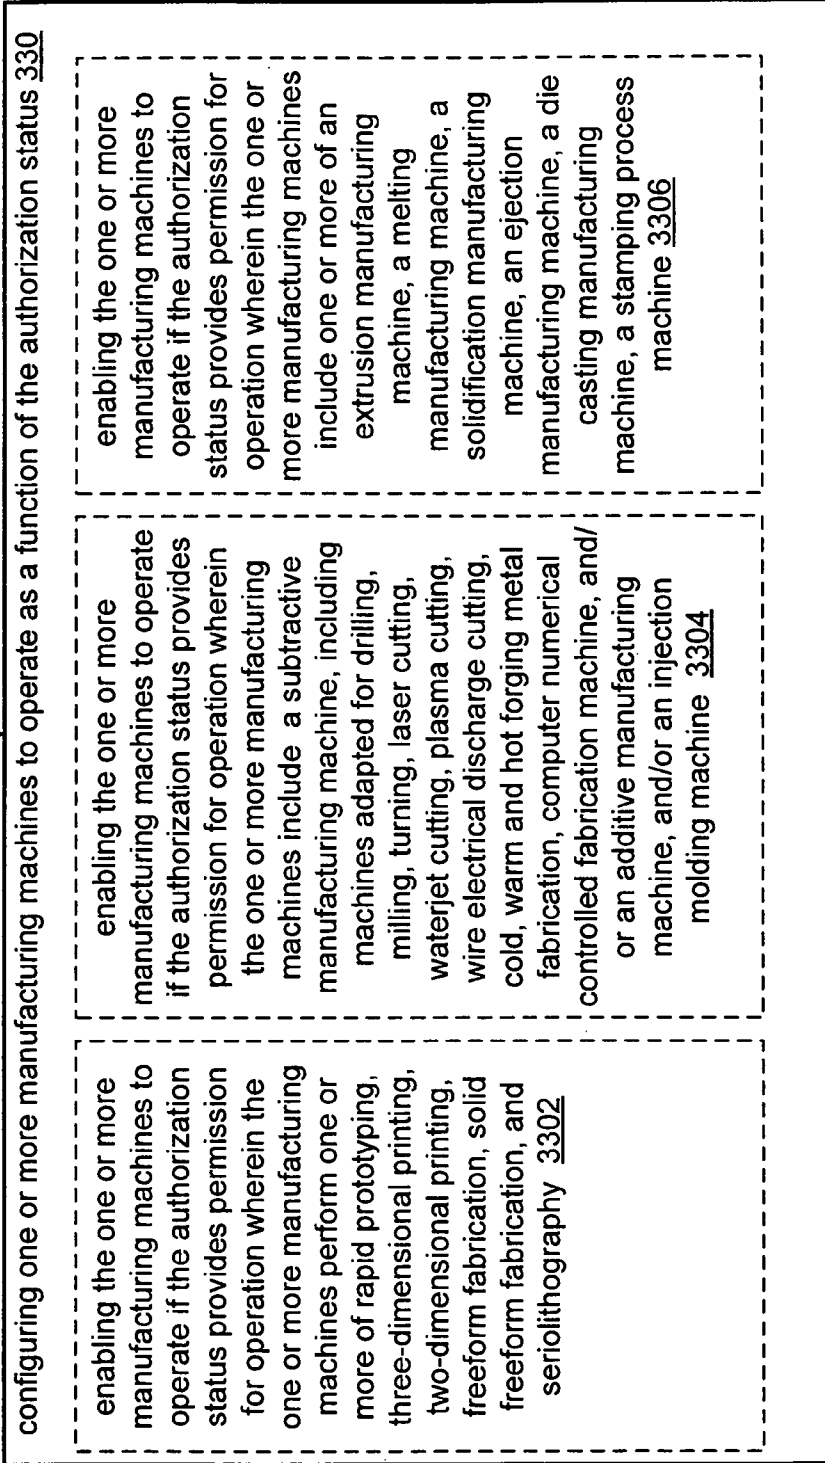 configuring one or more manufacturing machines to operate as a function of the authorization status 330
enabling the one or more
manufacturing machines to
operate if the authorization
status provides permission
for operation wherein the
one or more manufacturing
machines perform one or
more of rapid prototyping,
three-dimensional printing,
two-dimensional printing,
freeform fabrication, solid
freeform fabrication, and
seriolithography 3302
enabling the one or more
manufacturing machines to operate
if the authorization status provides
permission for operation wherein
the one or more manufacturing
machines include a subtractive
manufacturing machine, including
machines adapted for drilling,
milling, turning, laser cutting,
waterjet cutting, plasma cutting,
wire electrical discharge cutting,
cold, warm and hot forging metal
fabrication, computer numerical
controlled fabrication machine, and/
or an additive manufacturing
machine, and/or an injection
molding machine 3304
enabling the one or more
manufacturing machines to
operate if the authorization
status provides permission for
operation wherein the one or
more manufacturing machines
include one or more of an
extrusion manufacturing
machine, a melting
manufacturing machine, a
solidification manufacturing
machine, an ejection
manufacturing machine, a die
casting manufacturing
machine, a stamping process
machine 3306